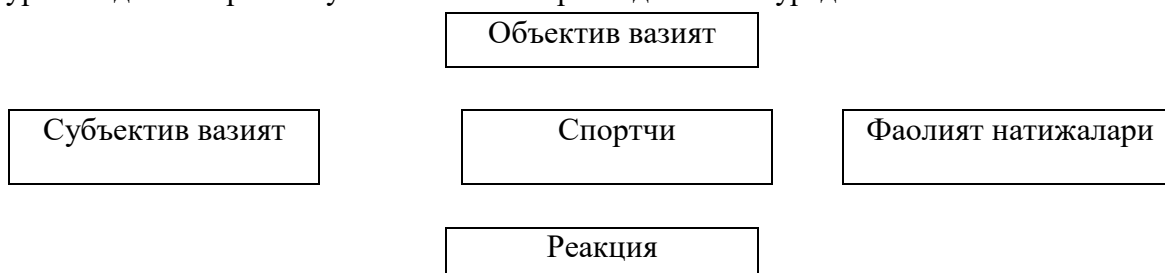 Объектив вазият
Субъектив вазият
Спортчи
Фаолият натижалари
Реакция